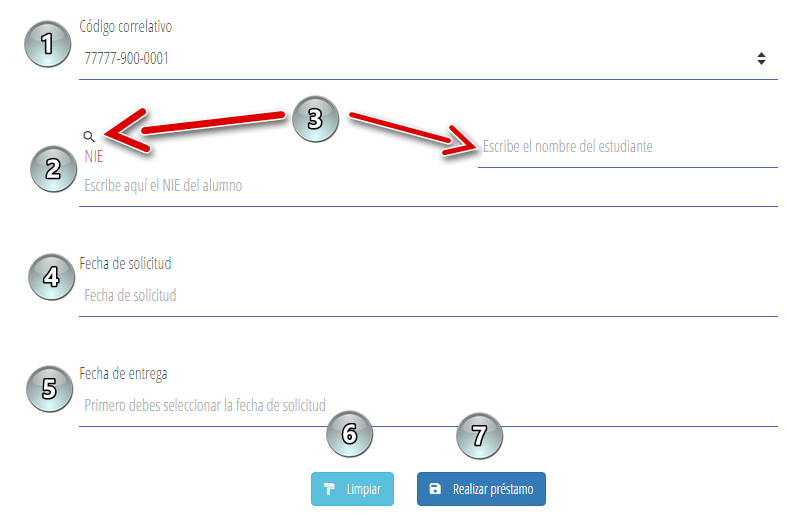 1
Código correlativo
77777-900-0001
3
Escribe el nombre del estudiante
2
NIE
Escribe aquí el NIE del alumno
4
Fecha de solicitud
Fecha de solicitud
5
Fecha de entrega
Primero debes seleccionar la fecha de solicitud
6
7
Limpiar
Realizar préstamo